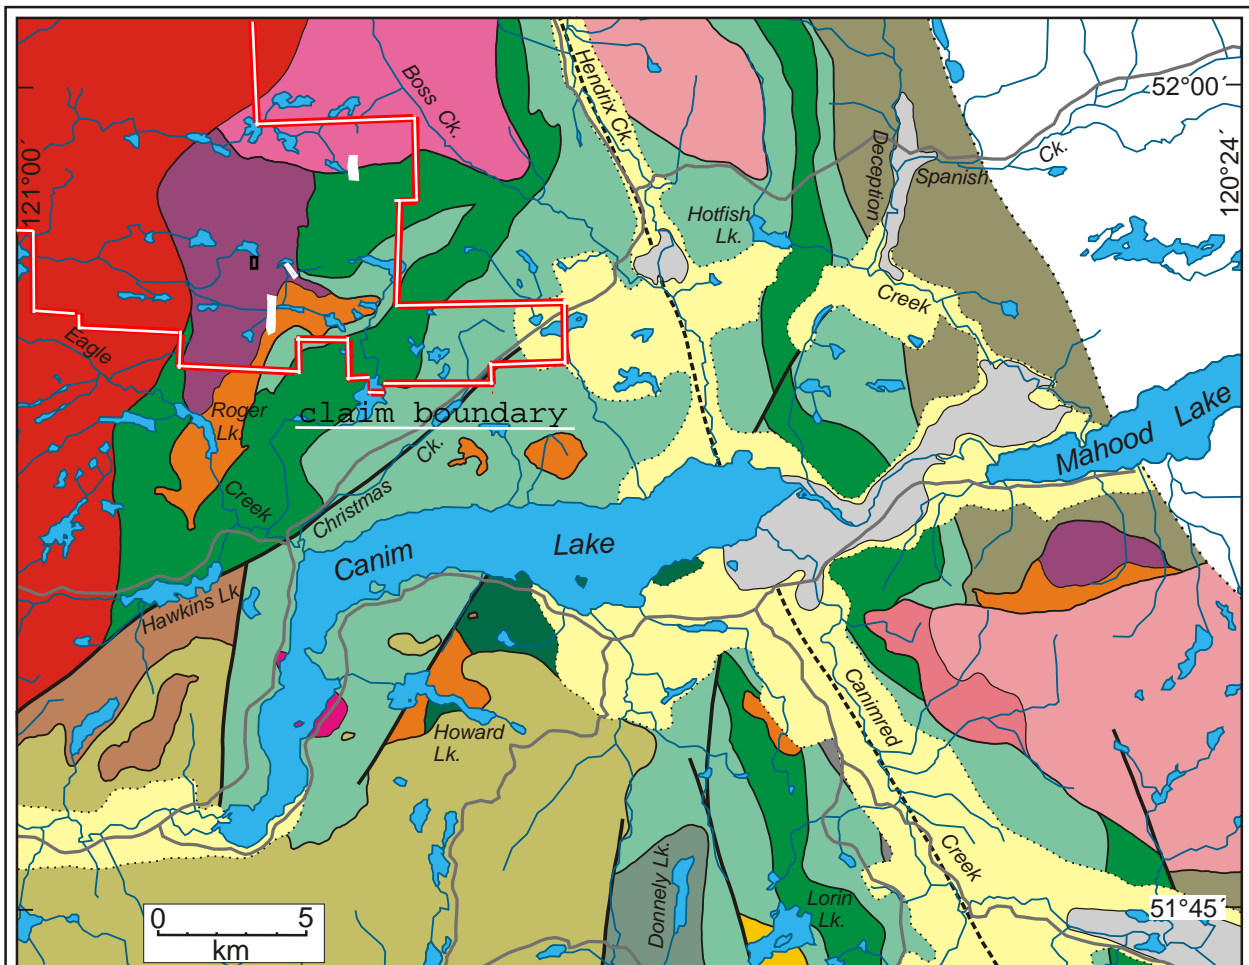 Hendrix Ck.
Boss Ck.
52°00´
Ck.
Spanish
Deception
121°00´
120°24´
Hotfish
Lk.
Creek
Eagle
Roger
Lk.
claim boundary
Ck.
Mahood Lake
Creek
Christmas
Canim Lake
Hawkins Lk.
Canimred
Howard
Lk.
Creek
Donnely Lk.
Lorin
Lk.
51°45´
0 5
km